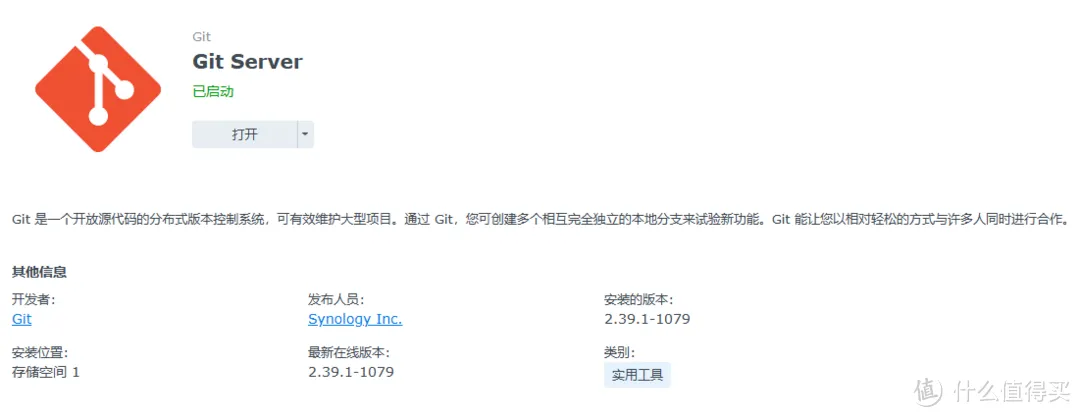 Git
Git Server
已启动
打开
Git 是一个开放源代码的分布式版本控制系统，可有效维护大型项目。通过 Git，您可创建多个相互完全独立的本地分支来试验新功能。Git 能让您以相对轻松的方式与许多人同时进行合作。
其他信息
开发者:
Git
发布人员:
Synology Inc.
安装的版本:
2.39.1-1079
安装位置:
存储空间 1
最新在线版本:
2.39.1-1079
类别:
实用工具
值 什么值得买